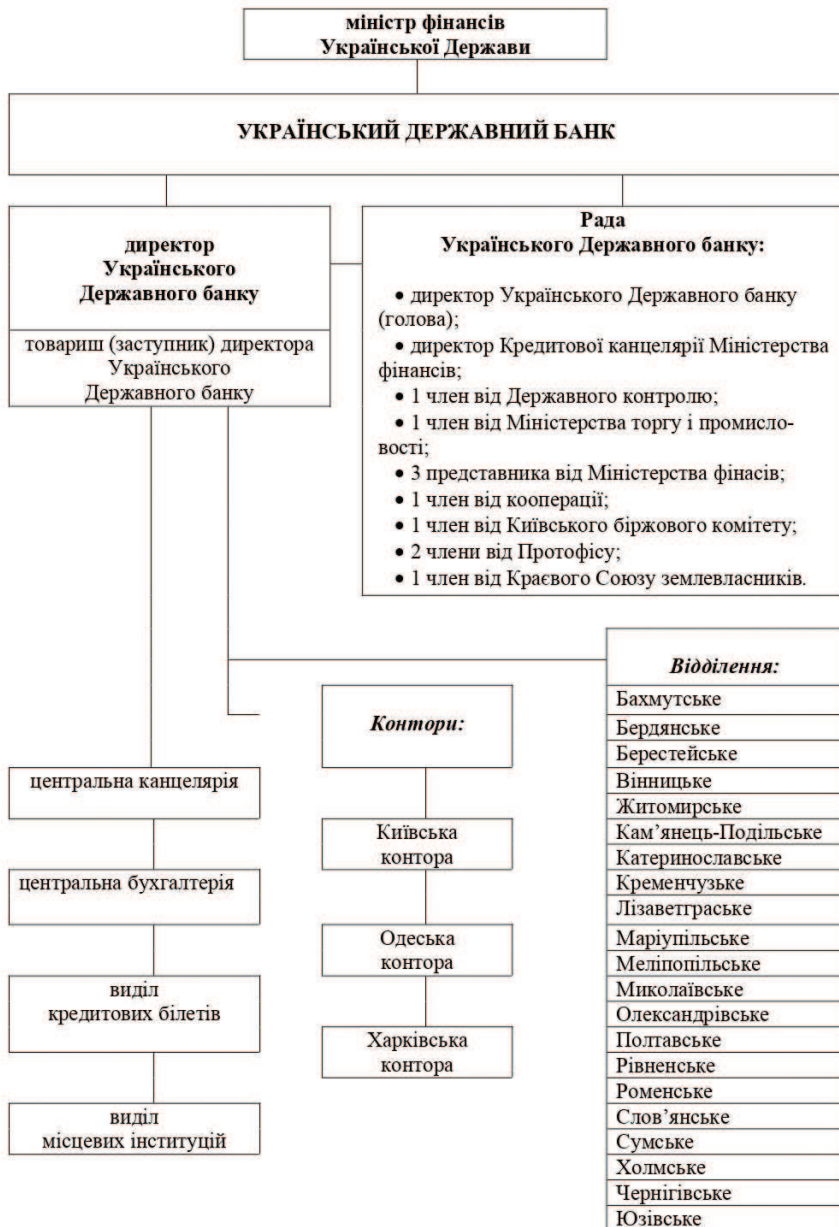 міністр фінансів
Української Держави
УКРАЇНСЬКИЙ ДЕРЖАВНИЙ БАНК
директор
Українського
Державного банку
товариш (заступник) директора
Українського
Державного банку
Рада
Українського Державного банку:
• директор Українського Державного банку
(голова);
• директор Кредитової канцелярії Міністерства
фінансів;
• 1 член від Державного контролю;
• 1 член від Міністерства торгу і промисло-
вості;
• 3 представника від Міністерства фінасів;
• 1 член від кооперації;
• 1 член від Київського біржового комітету;
• 2 члени від Протофісу;
• 1 член від Краєвого Союзу землевласників.
центральна канцелярія
центральна бухгалтерія
виділ
кредитових білетів
виділ
місцевих інституцій
Контори:
Київська
контора
Одеська
контора
Харківська
контора
Відділення:
Бахмутське
Бердянське
Берестейське
Вінницьке
Житомирське
Кам’янець-Подільське
Катеринославське
Кременчузьке
Лізаветграське
Маріупільське
Меліпопільське
Миколаївське
Олександрівське
Полтавське
Рівненське
Роменське
Слов’янське
Сумське
Холмське
Чернігівське
Юзівське